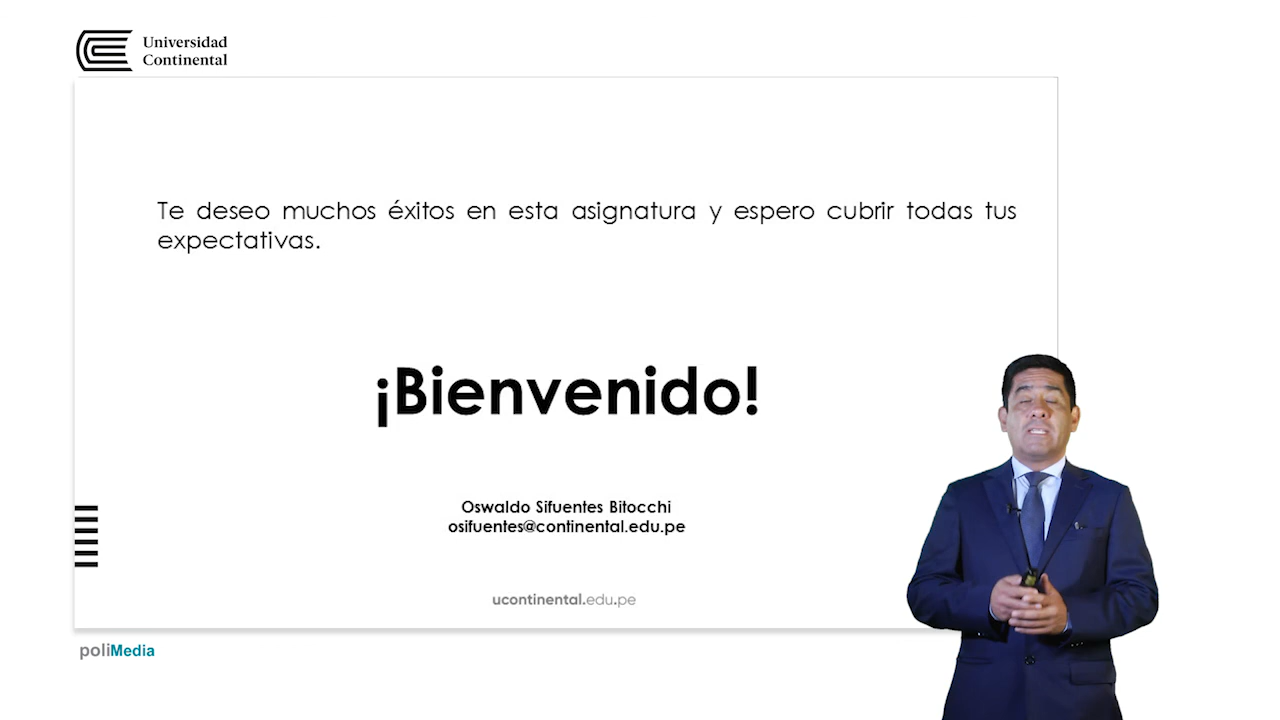 Universidad
Continental
Te deseo muchos éxitos en esta asignatura y espero cubrir todas tus
expectativas.
¡Bienvenido!
Oswaldo Sifuentes Bitocchi
osifuentes@continental.edu.pe
ucontinental.edu.pe
poliMedia